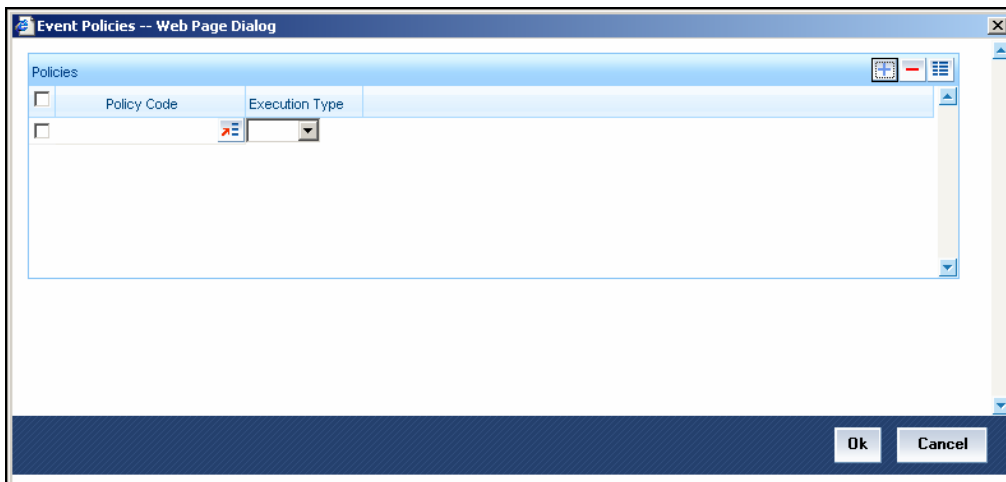 Event Policies -- Web Page Dialog
Policies
Policy Code Execution Type
Ok Cancel